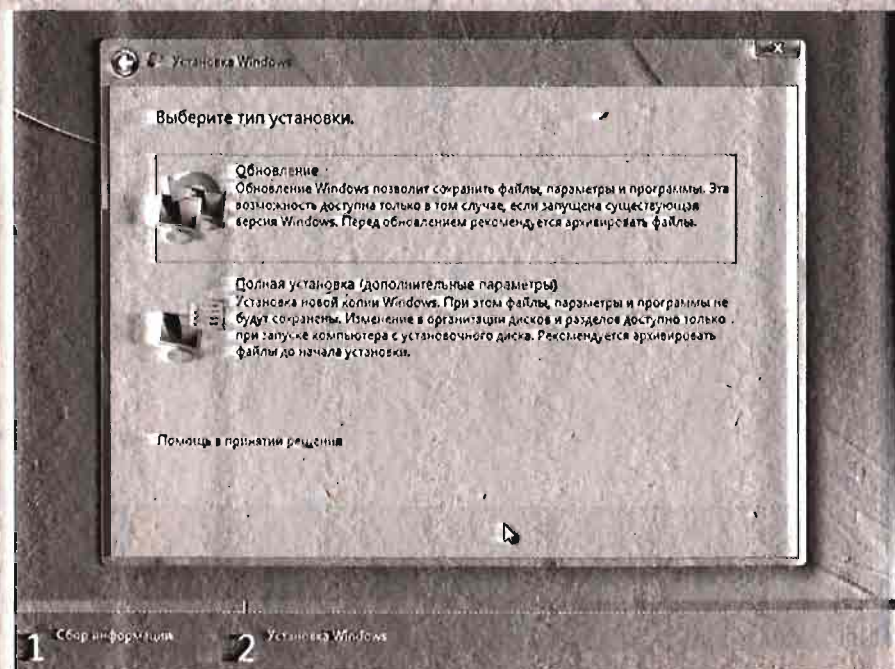 Установка Windows
Выберите тип установки.
Обновление
Обновление Windows позволит сохранить файлы, параметры и программы. Эта
возможность доступна только в том случае, если запущена существующая
версия Windows. Перед обновлением рекомендуется архивировать файлы.
Полная установка (дополнительные параметры)
Установка новой копии Windows. При этом файлы, параметры и программы не
будут сохранены. Изменение в организации дисков и разделов доступно только
при запуске компьютера с установочного диска. Рекомендуется архивировать
файлы до начала установки.
Помощь в принятии решения
1 Сбор информации 2 Установка Windows